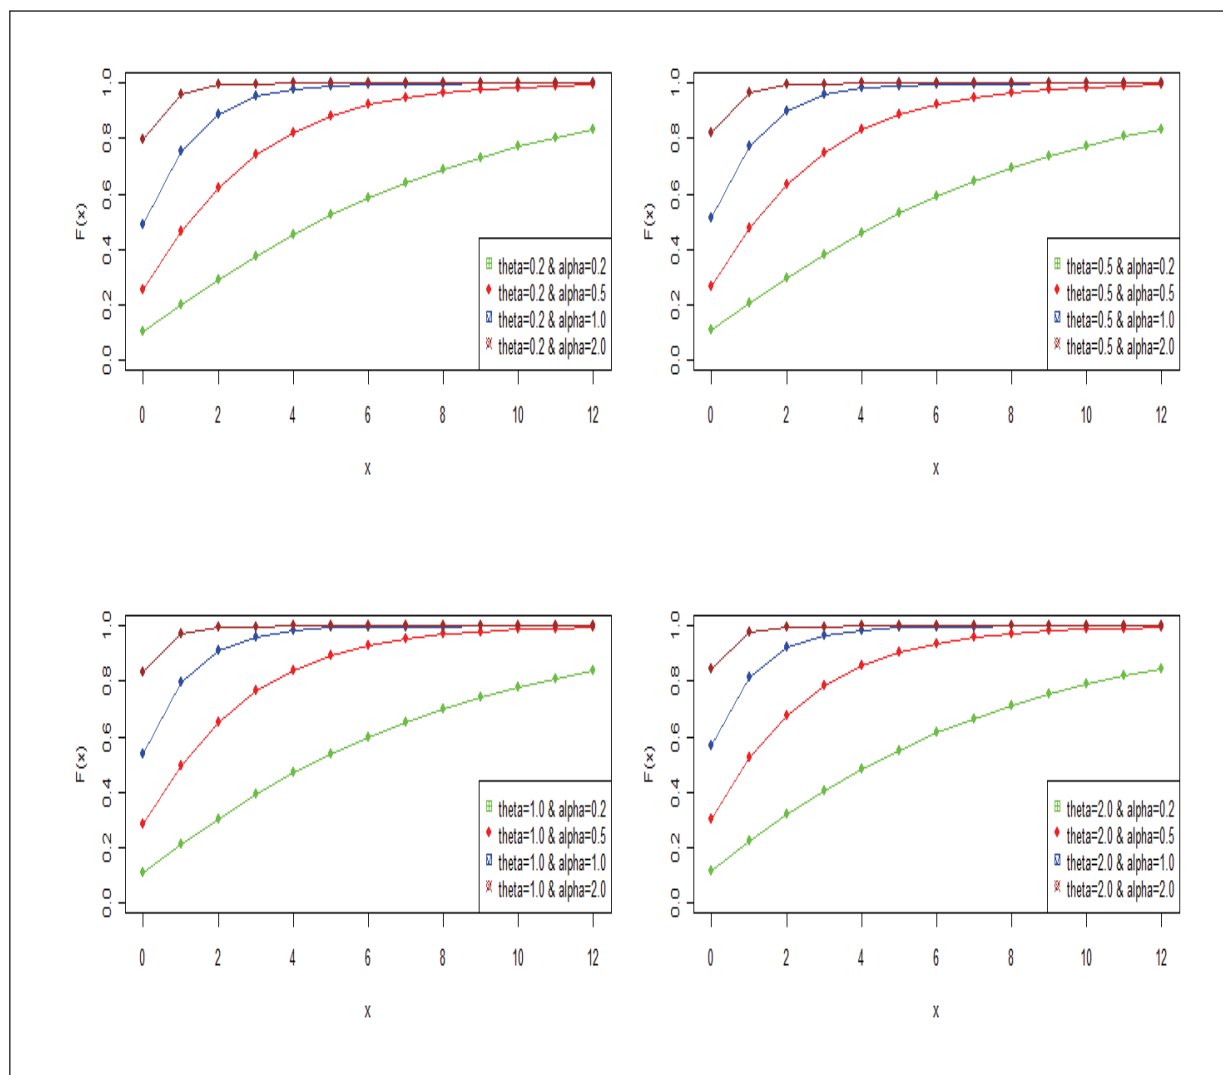 F(x)
0.0 0.2 0.4 0.6 0.8 1.0
theta=0.2 & alpha=0.2
theta=0.2 & alpha=0.5
theta=0.2 & alpha=1.0
theta=0.2 & alpha=2.0
0 2 4 6 8 10 12
x
F(x)
0.0 0.2 0.4 0.6 0.8 1.0
theta=0.5 & alpha=0.2
theta=0.5 & alpha=0.5
theta=0.5 & alpha=1.0
theta=0.5 & alpha=2.0
0 2 4 6 8 10 12
x
F(x)
0.0 0.2 0.4 0.6 0.8 1.0
theta=1.0 & alpha=0.2
theta=1.0 & alpha=0.5
theta=1.0 & alpha=1.0
theta=1.0 & alpha=2.0
0 2 4 6 8 10 12
x
F(x)
0.0 0.2 0.4 0.6 0.8 1.0
theta=2.0 & alpha=0.2
theta=2.0 & alpha=0.5
theta=2.0 & alpha=1.0
theta=2.0 & alpha=2.0
0 2 4 6 8 10 12
x